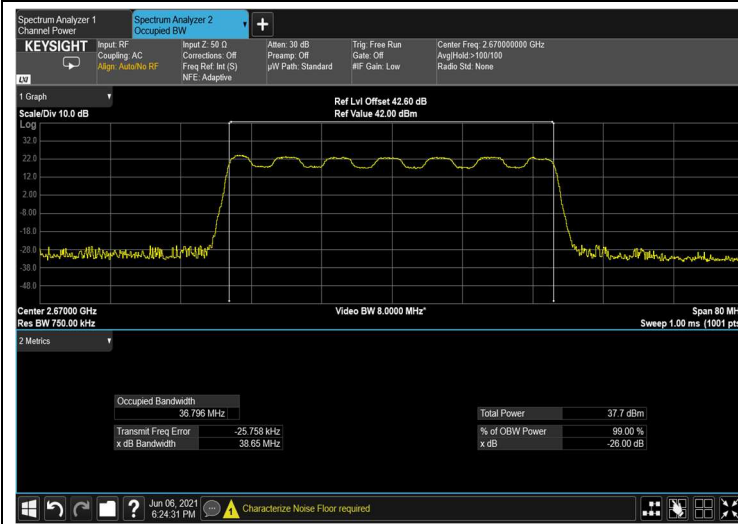 Spectrum Analyzer 1
Channel Power
Spectrum Analyzer 2
Occupied BW
KEYSIGHT
LXI
Input: RF
Coupling: AC
Align: Auto/No RF
Input Z: 50 Ω
Corrections: Off
Freq Ref: Int (S)
NFE: Adaptive
Atten: 30 dB
Preamp: Off
µW Path: Standard
Trig: Free Run
Gate: Off
#IF Gain: Low
Center Freq: 2.670000000 GHz
Avg|Hold:>100/100
Radio Std: None
1 Graph
Scale/Div 10.0 dB
Ref Lvl Offset 42.60 dB
Ref Value 42.00 dBm
Log
32.0
22.0
12.0
2.00
-8.00
-18.0
-28.0
-38.0
-48.0
Center 2.67000 GHz
Res BW 750.00 kHz
Video BW 8.0000 MHz*
Span 80 MH
Sweep 1.00 ms (1001 pts
2 Metrics
Occupied Bandwidth
36.796 MHz
Transmit Freq Error -25.758 kHz
x dB Bandwidth 38.65 MHz
Total Power 37.7 dBm
% of OBW Power 99.00 %
x dB -26.00 dB
Jun 06, 2021
6:24:31 PM
Characterize Noise Floor required